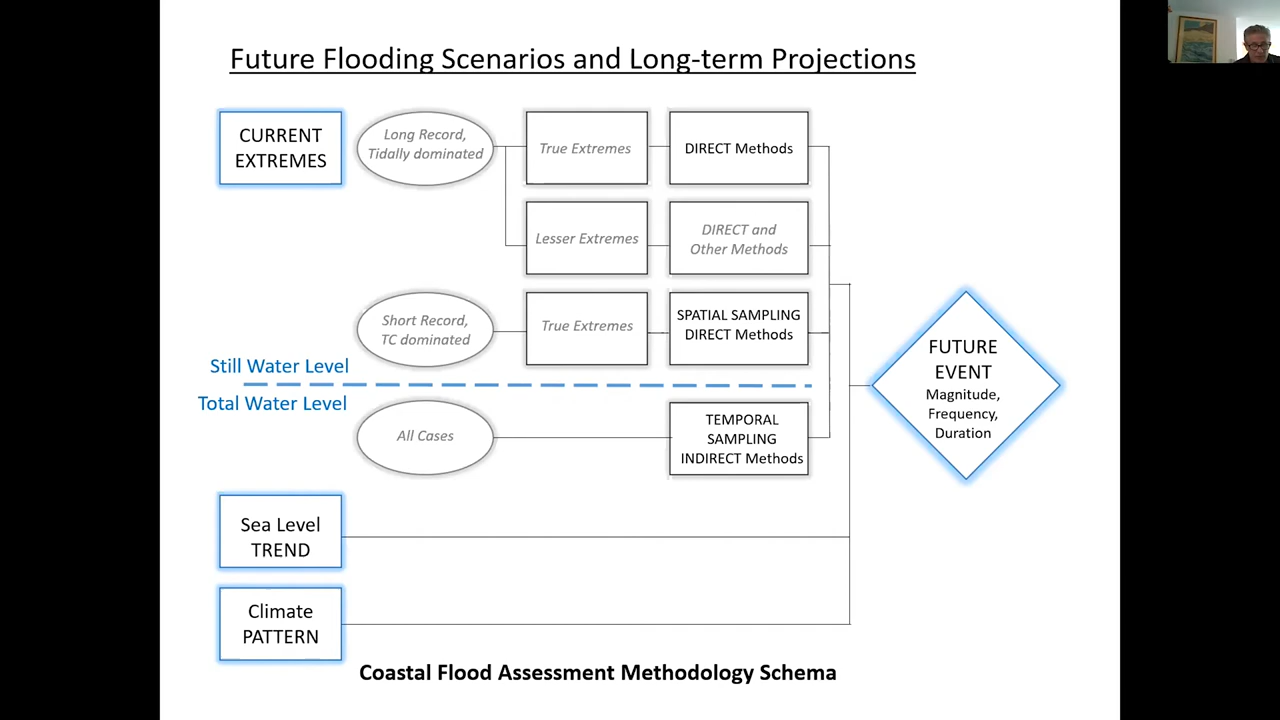 Future Flooding Scenarios and Long-term Projections
CURRENT
EXTREMES
Long Record,
Tidally dominated
True Extremes
DIRECT Methods
Lesser Extremes
DIRECT and
Other Methods
Short Record,
TC dominated
True Extremes
SPATIAL SAMPLING
DIRECT Methods
Still Water Level
Total Water Level
All Cases
TEMPORAL
SAMPLING
INDIRECT Methods
FUTURE
EVENT
Magnitude,
Frequency,
Duration
Sea Level
TREND
Climate
PATTERN
Coastal Flood Assessment Methodology Schema